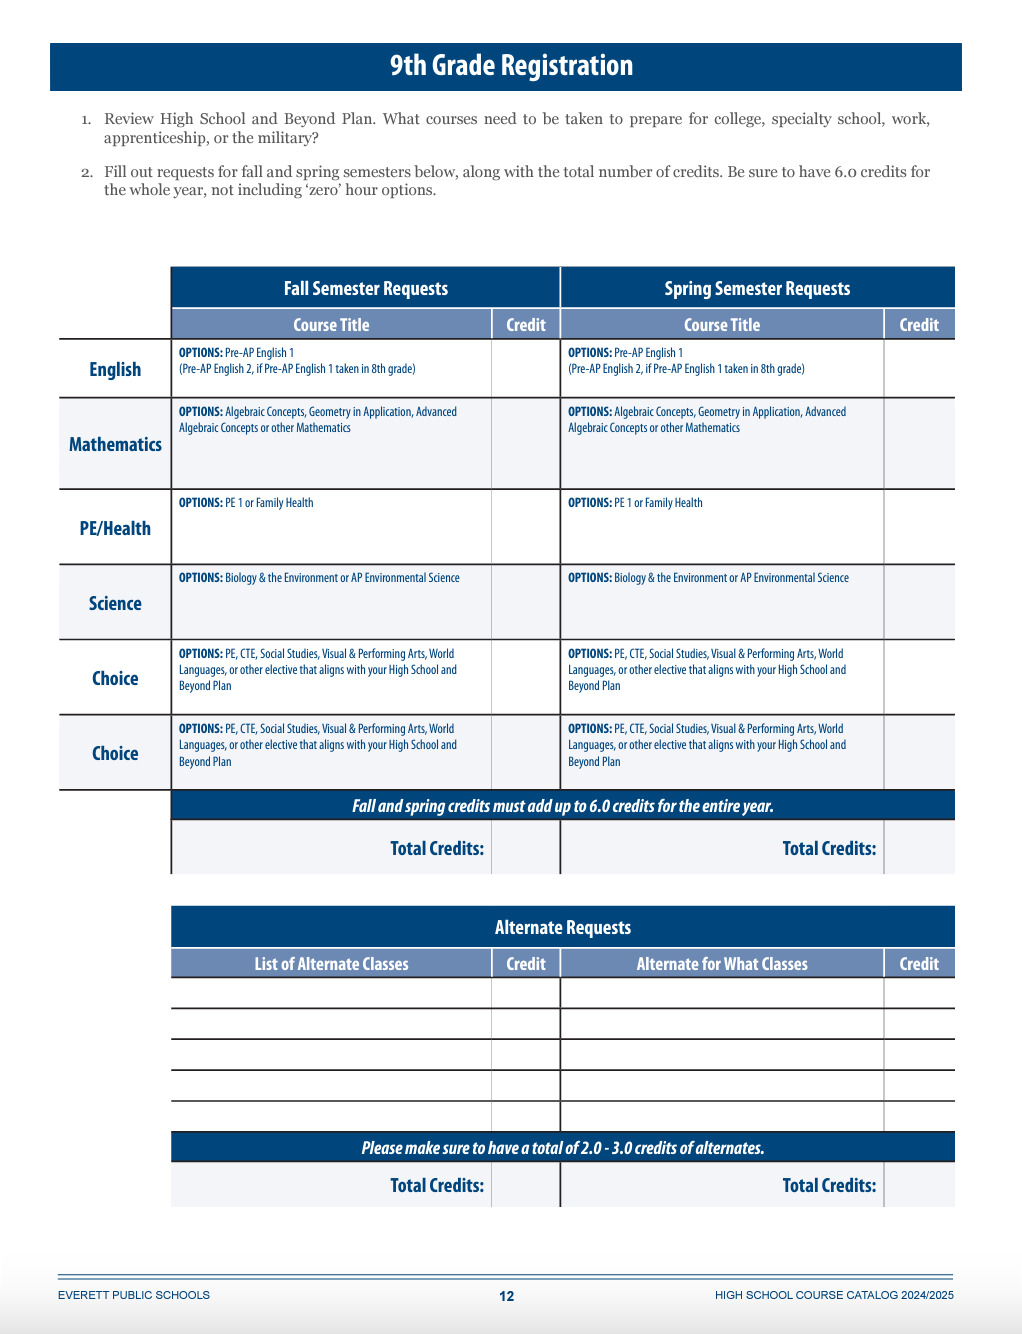 9th Grade Registration
1. Review High School and Beyond Plan. What courses need to be taken to prepare for college, specialty school, work,
apprenticeship, or the military?
2. Fill out requests for fall and spring semesters below, along with the total number of credits. Be sure to have 6.0 credits for
the whole year, not including ‘zero’ hour options.
Fall Semester Requests Spring Semester Requests
Course Title Credit Course Title Credit
English
OPTIONS: Pre-AP English 1
(Pre-AP English 2, if Pre-AP English 1 taken in 8th grade)
OPTIONS: Pre-AP English 1
(Pre-AP English 2, if Pre-AP English 1 taken in 8th grade)
Mathematics
OPTIONS: Algebraic Concepts, Geometry in Application, Advanced
Algebraic Concepts or other Mathematics
OPTIONS: Algebraic Concepts, Geometry in Application, Advanced
Algebraic Concepts or other Mathematics
PE/Health
OPTIONS: PE 1 or Family Health
OPTIONS: PE 1 or Family Health
Science
OPTIONS: Biology & the Environment or AP Environmental Science
OPTIONS: Biology & the Environment or AP Environmental Science
Choice
OPTIONS: PE, CTE, Social Studies, Visual & Performing Arts, World
Languages, or other elective that aligns with your High School and
Beyond Plan
OPTIONS: PE, CTE, Social Studies, Visual & Performing Arts, World
Languages, or other elective that aligns with your High School and
Beyond Plan
Choice
OPTIONS: PE, CTE, Social Studies, Visual & Performing Arts, World
Languages, or other elective that aligns with your High School and
Beyond Plan
OPTIONS: PE, CTE, Social Studies, Visual & Performing Arts, World
Languages, or other elective that aligns with your High School and
Beyond Plan
Fall and spring credits must add up to 6.0 credits for the entire year.
Total Credits: Total Credits:
Alternate Requests
List of Alternate Classes Credit Alternate for What Classes Credit
Please make sure to have a total of 2.0 - 3.0 credits of alternates.
Total Credits: Total Credits:
EVERETT PUBLIC SCHOOLS 12 HIGH SCHOOL COURSE CATALOG 2024/2025